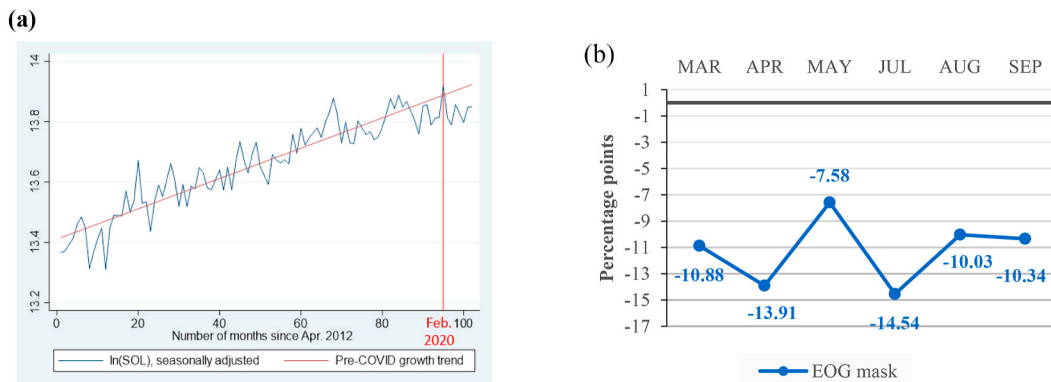 (a)
14
13.8
13.6
13.4
13.2
0 20 40 60 80 100
Feb.
2020
Number of months since Apr. 2012
ln(SOL), seasonally adjusted Pre-COVID growth trend
(b)
MAR APR MAY JUL AUG SEP
Percentage points
1
-1
-3
-5
-7
-9
-11
-13
-15
-17
-7.58
-10.88
-10.03
-10.34
-13.91
-14.54
EOG mask